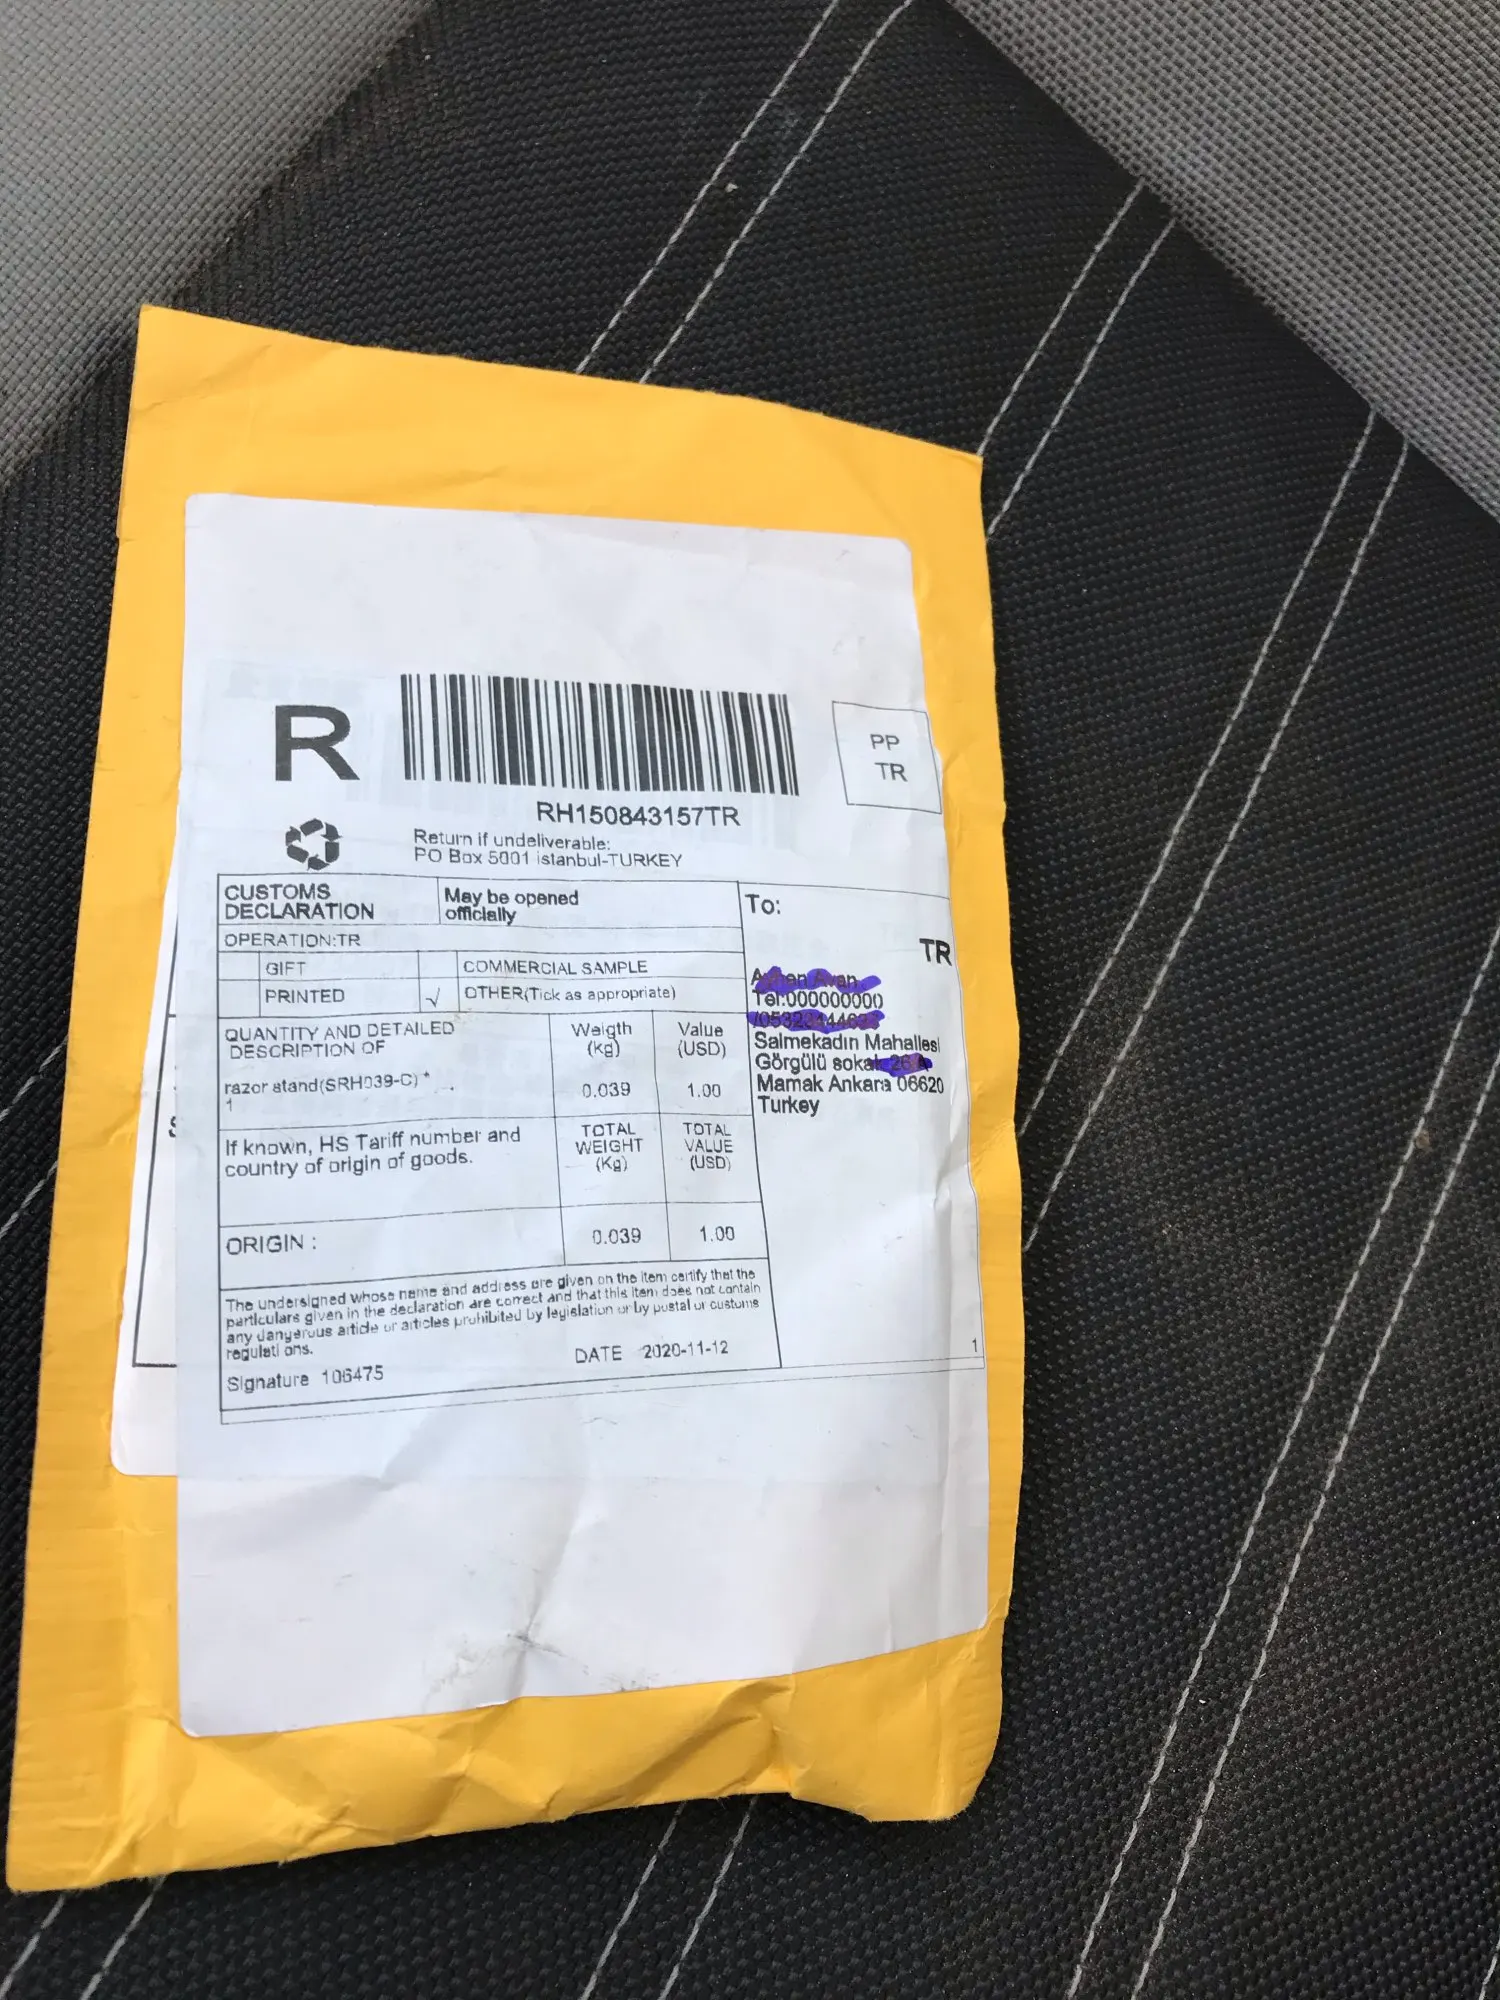 R
RH150843157TR
PP
TR
Return if undeliverable:
PO Box 5001 istanbul-TURKEY
CUSTOMS
DECLARATION
May be opened
officially
OPERATION:TR
GIFT
COMMERCIAL SAMPLE
PRINTED
√ OTHER(Tick as appropriate)
QUANTITY AND DETAILED
DESCRIPTION OF
Weigth
(kg)
Value
(USD)
razor stand(SRH039-C) *
1
0.039
1.00
If known, HS Tariff number and
country of origin of goods.
TOTAL
WEIGHT
(Kg)
TOTAL
VALUE
(USD)
ORIGIN :
0.039
1.00
The undersigned whose name and address are given on the item certify that the
particulars given in the declaration are correct and that this item does not contain
any dangerous article or articles prohibited by legislation or by postal or customs
regulati ons.
Signature 106475
DATE 2020-11-12
To:
TR
Tel:000000000
Salmekadın Mahallesi
Görgülü sokak
Mamak Ankara 06620
Turkey
1